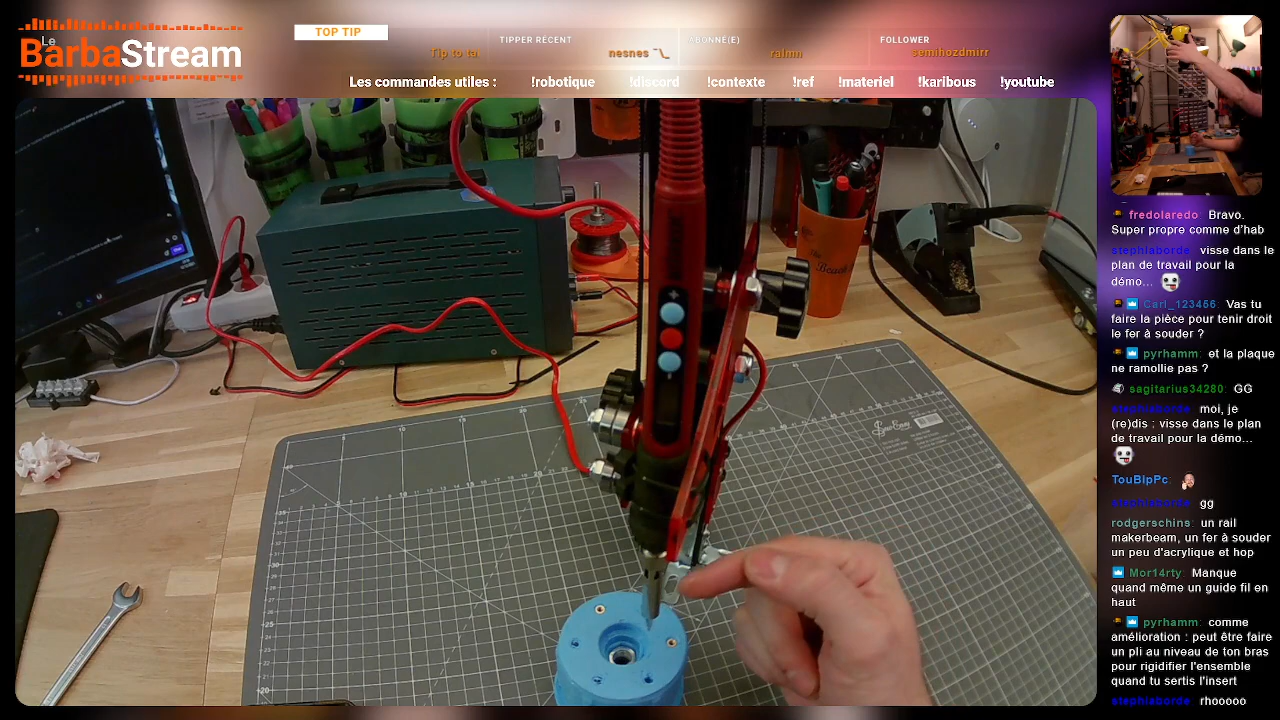 Le
BarbaStream
TOP TIP
Tip to ta
TIPPER RÉCENT
nesnes ¯\_
ABONNÉ(E)
ralmn
FOLLOWER
semihozdmirr
Les commandes utiles : !robotique !discord !contexte !ref !materiel !karibous !youtube
fredolaredo: Bravo.
Super propre comme d'hab
stephlaborde: visse dans le
plan de travail pour la
démo...
Carl_123456: Vas tu
faire la pièce pour tenir droit
le fer à souder ?
pyrhamm: et la plaque
ne ramollie pas ?
sagitarius34280: GG
stephlaborde: moi, je
(re)dis : visse dans le plan
de travail pour la démo...
TouBipPc:
stephlaborde: gg
rodgerschins: un rail
makerbeam, un fer à souder
un peu d'acrylique et hop
Mor14rty: Manque
quand même un guide fil en
haut
pyrhamm: comme
amélioration : peut être faire
un pli au niveau de ton bras
pour rigidifier l'ensemble
quand tu sertis l'insert
stephlaborde: rhooooo